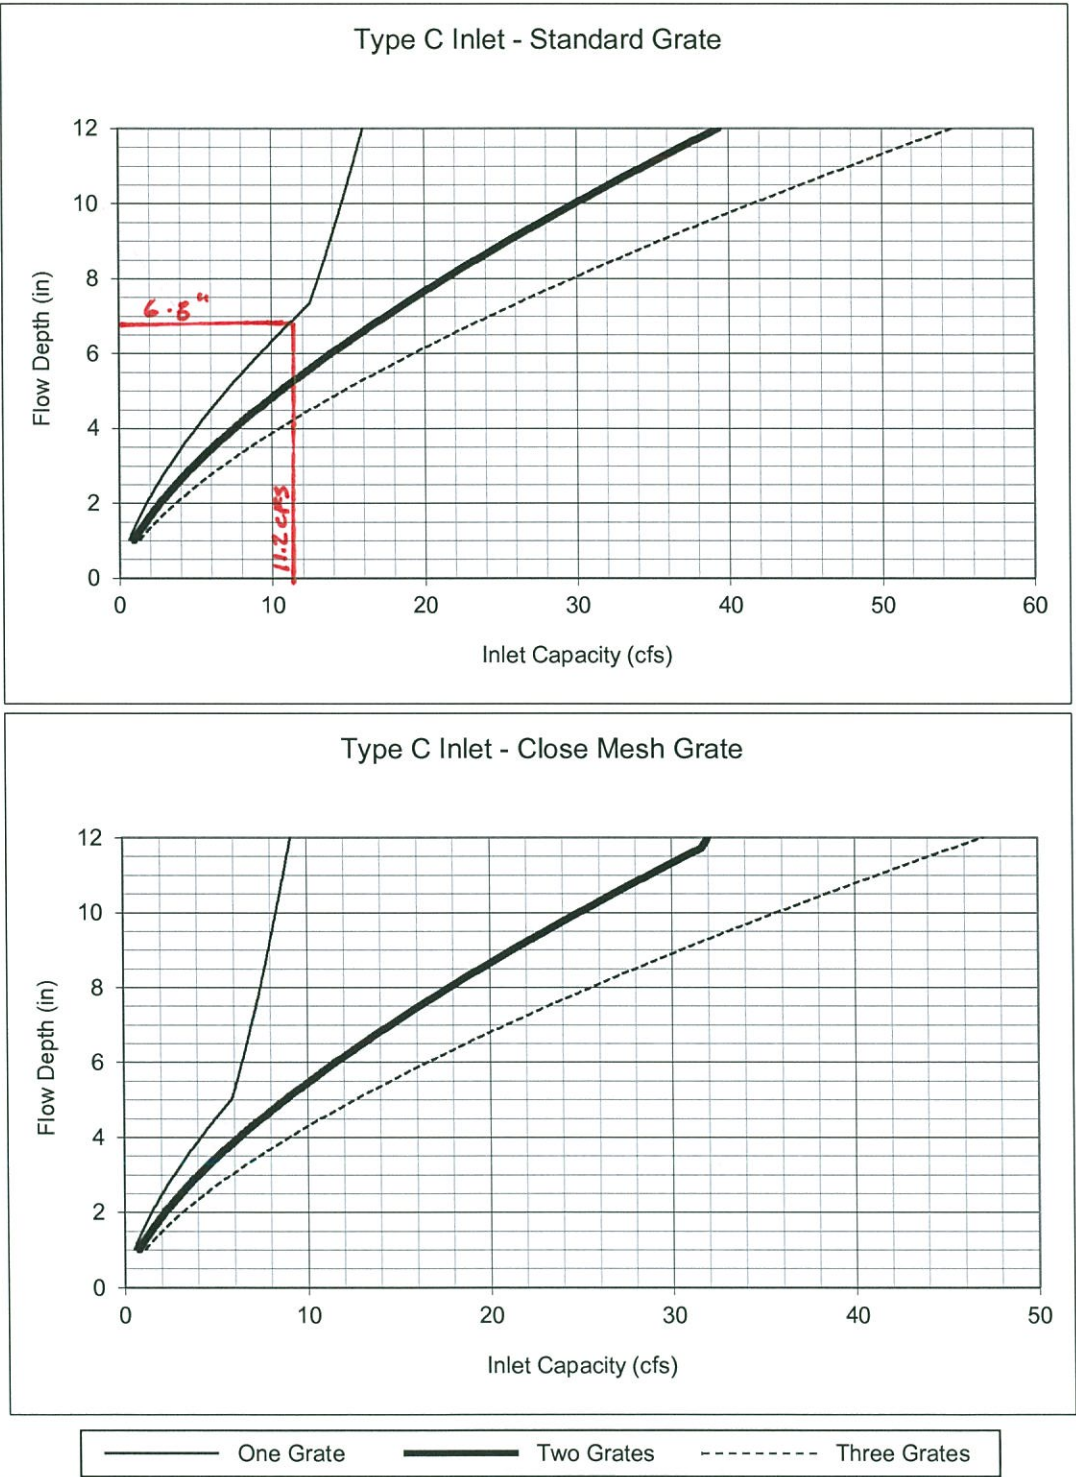 Type C Inlet - Standard Grate
12
10
8
6
4
2
0
Flow Depth (in)
6.8"
11.2 CFS
0 10 20 30 40 50 60
Inlet Capacity (cfs)
Type C Inlet - Close Mesh Grate
12
10
8
6
4
2
0
Flow Depth (in)
0 10 20 30 40 50
Inlet Capacity (cfs)
One Grate Two Grates Three Grates